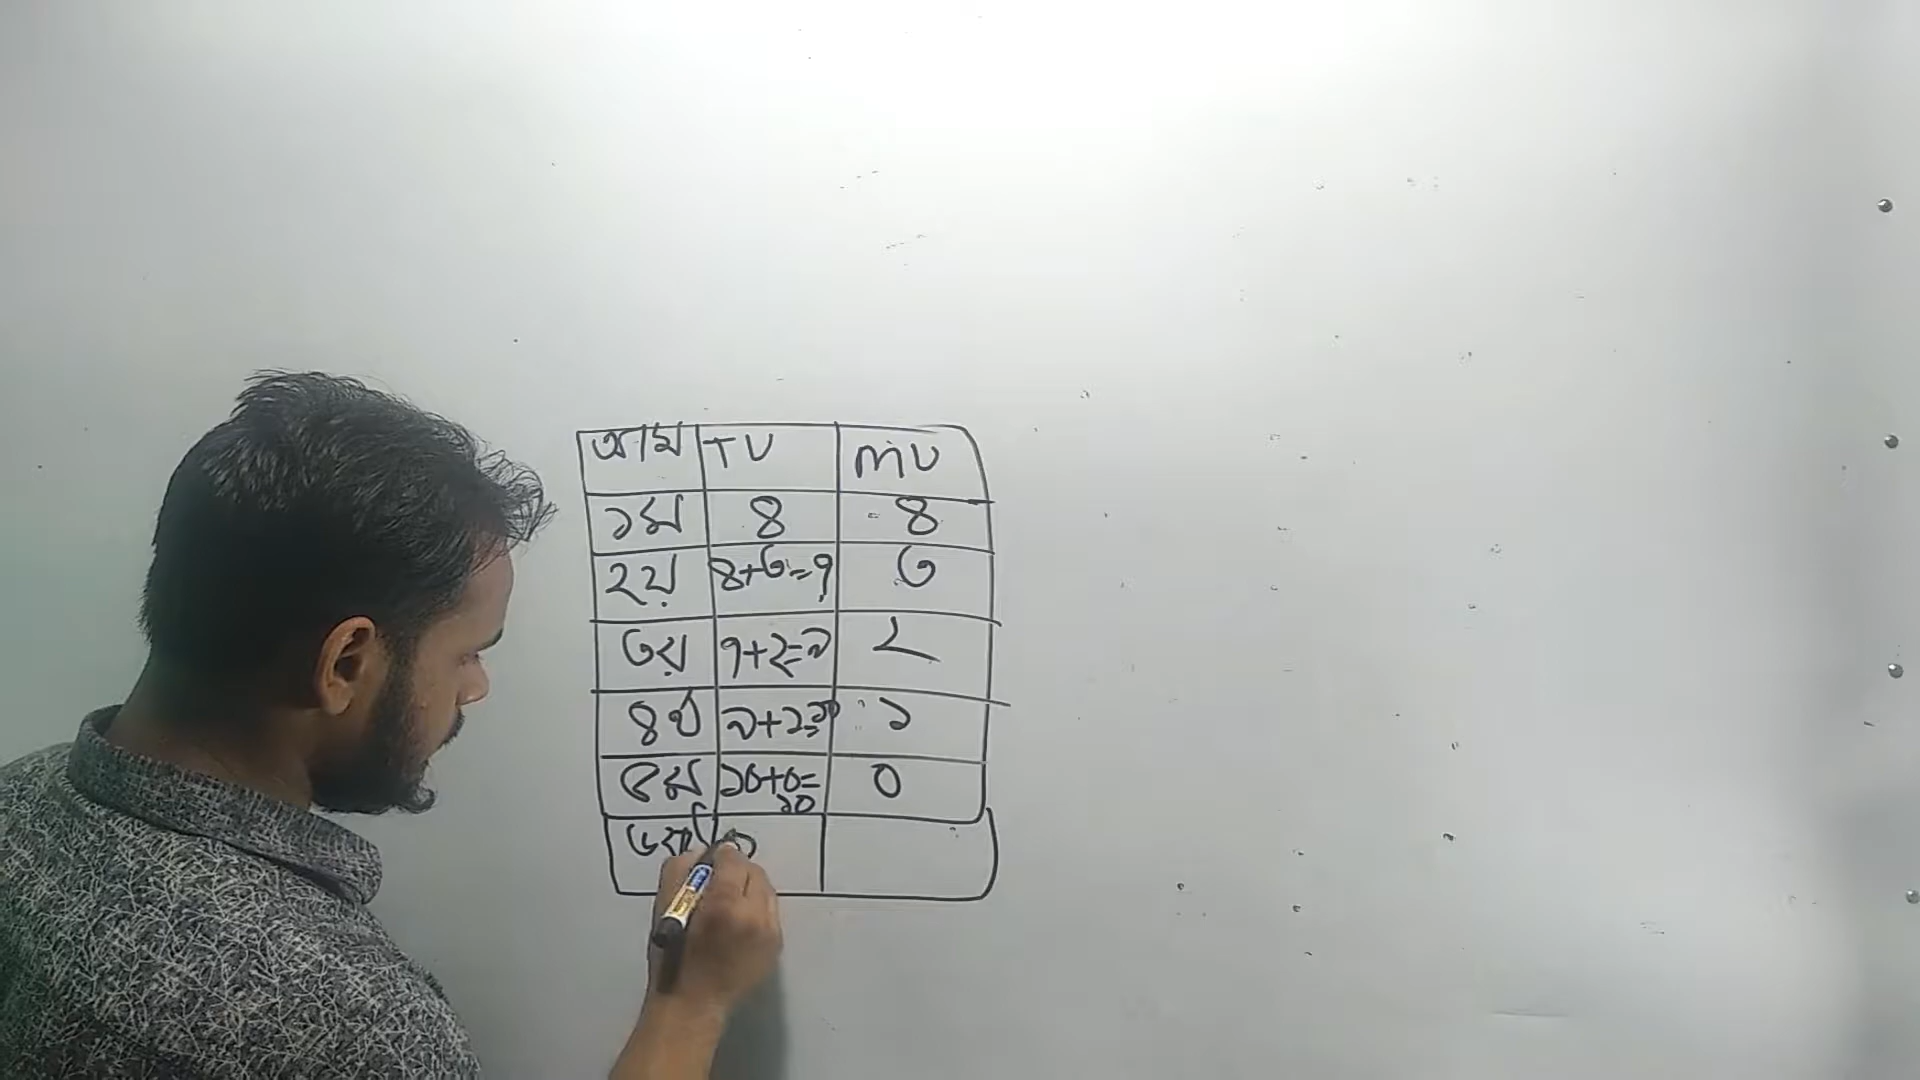 আম TU MU
১ম ৪ ৪
২য় ৪+৩=৭ ৩
৩য় ৭+২=৯ ২
৪র্থ ৯+১=১০ ১
৫ম ১০+০=১০ ০